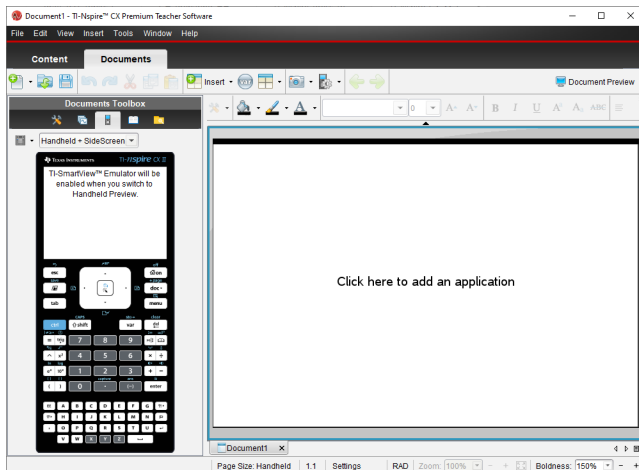 Document1 - TI-Nspire™ CX Premium Teacher Software
File Edit View Insert Tools Window Help
Content Documents
Insert
Document Preview
Documents Toolbox
0 A A B I U ABC
Handheld + SideScreen
TEXAS INSTRUMENTS TI-nspire CX II
TI-SmartView™ Emulator will be
enabled when you switch to
Handheld Preview.
Click here to add an application
esc on
doc
tab menu
ctrl shift var del
7 8 9
4 5 6
1 2 3
0 (-) enter
A B C D E F G
H I J K L M N
O P Q R S T U
V W X Y Z
Document1
Page Size: Handheld 1.1 Settings RAD Zoom: 100% Boldness: 150%